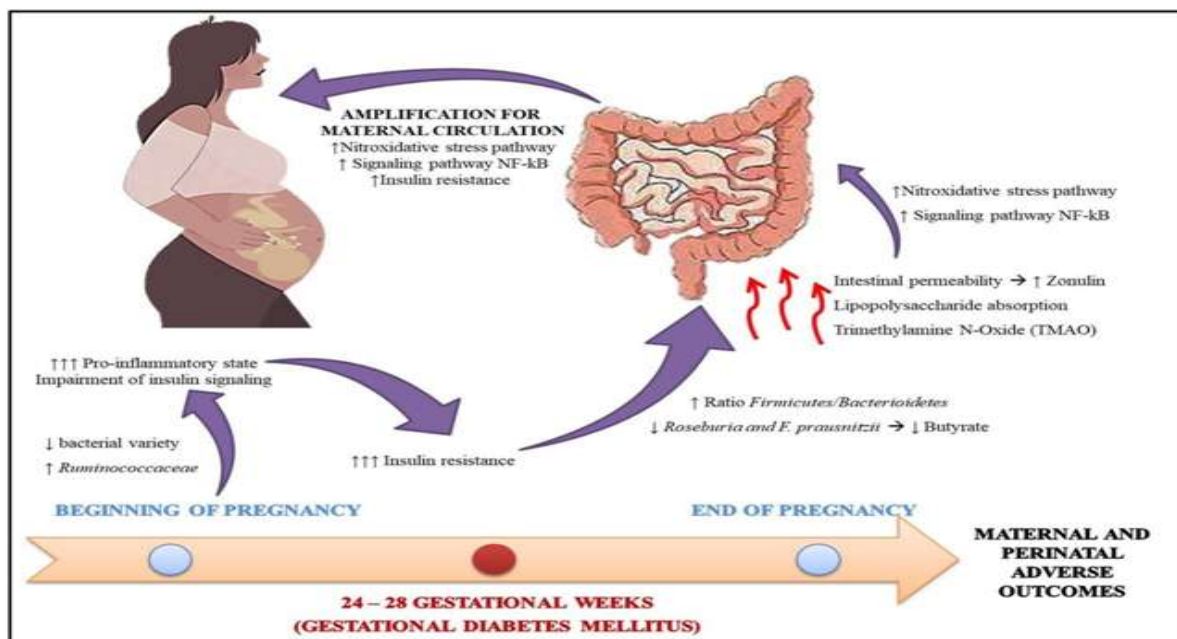 AMPLIFICATION FOR
MATERNAL CIRCULATION
↑Nitroxidative stress pathway
↑ Signaling pathway NF-kB
↑Insulin resistance
↑Nitroxidative stress pathway
↑ Signaling pathway NF-kB
Intestinal permeability → ↑ Zonulin
Lipopolysaccharide absorption
Trimethylamine N-Oxide (TMAO)
↑↑↑ Pro-inflammatory state
Impairment of insulin signaling
↑ Ratio Firmicutes/Bacterioidetes
↓ Roseburia and F. prausnitzii → ↓ Butyrate
↓ bacterial variety
↑ Ruminococcaceae
↑↑↑ Insulin resistance
BEGINNING OF PREGNANCY
END OF PREGNANCY
MATERNAL AND
PERINATAL
ADVERSE
OUTCOMES
24 – 28 GESTATIONAL WEEKS
(GESTATIONAL DIABETES MELLITUS)